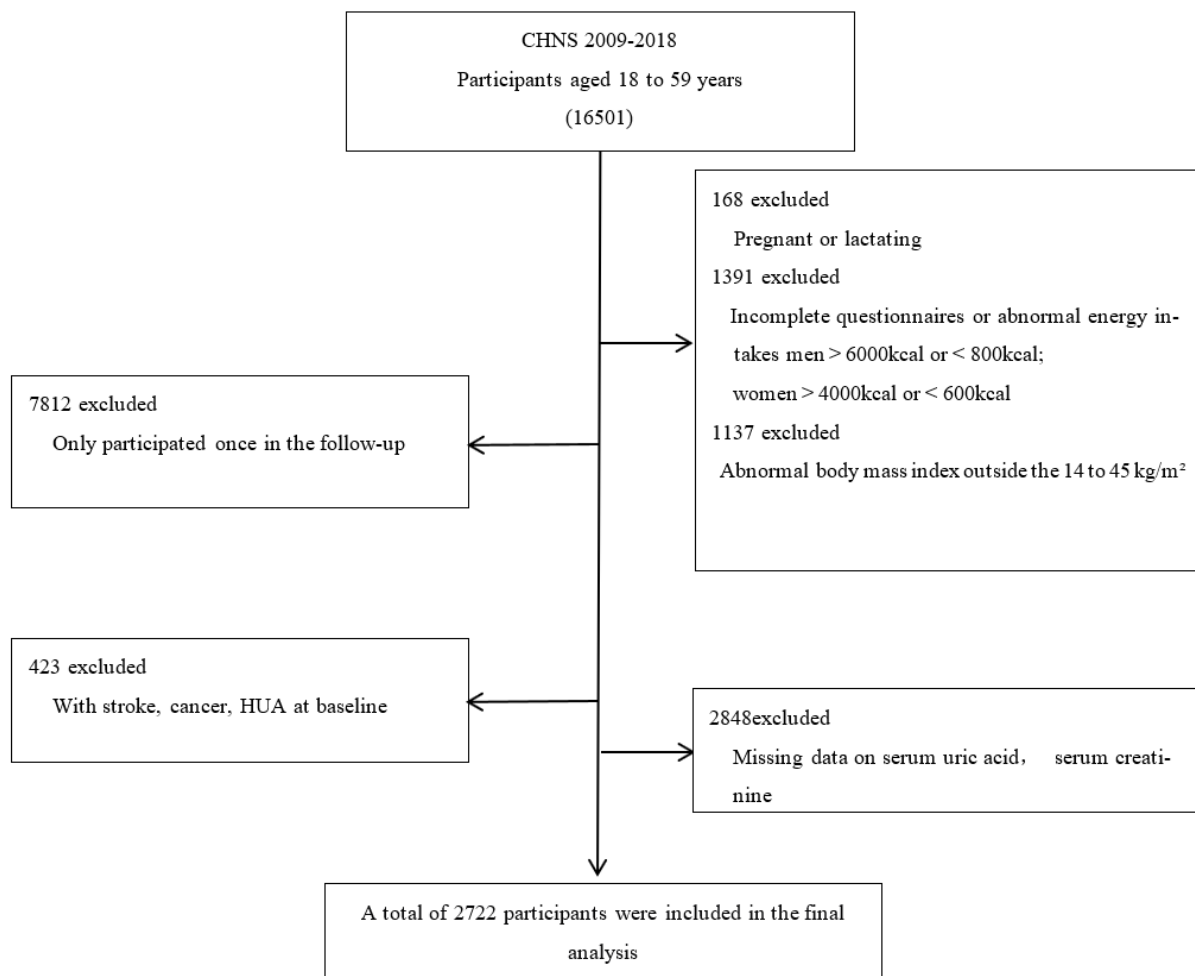 CHNS 2009-2018
Participants aged 18 to 59 years
(16501)
168 excluded
Pregnant or lactating
1391 excluded
Incomplete questionnaires or abnormal energy in-
takes men > 6000kcal or < 800kcal;
women > 4000kcal or < 600kcal
1137 excluded
Abnormal body mass index outside the 14 to 45 kg/m²
7812 excluded
Only participated once in the follow-up
423 excluded
With stroke, cancer, HUA at baseline
2848excluded
Missing data on serum uric acid， serum creati-
nine
A total of 2722 participants were included in the final
analysis